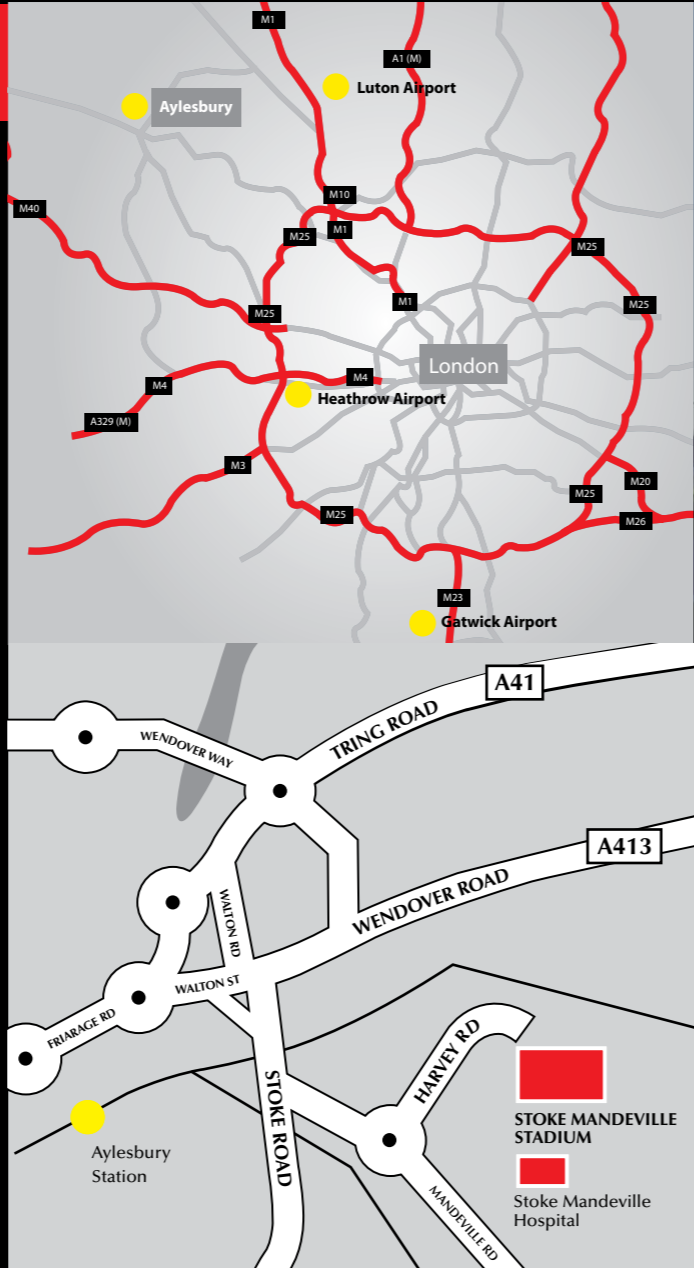 M1
A1 (M)
Luton Airport
Aylesbury
M10
M40
M25
M1
M25
M1
M25
M25
London
M4
M4
Heathrow Airport
A329 (M)
M3
M20
M25
M25
M26
M23
Gatwick Airport
A41
TRING ROAD
WENDOVER WAY
A413
WENDOVER ROAD
WALTON RD
WALTON ST
FRIARAGE RD
HARVEY RD
STOKE ROAD
STOKE MANDEVILLE
STADIUM
Aylesbury
Station
MANDEVILLE RD
Stoke Mandeville
Hospital